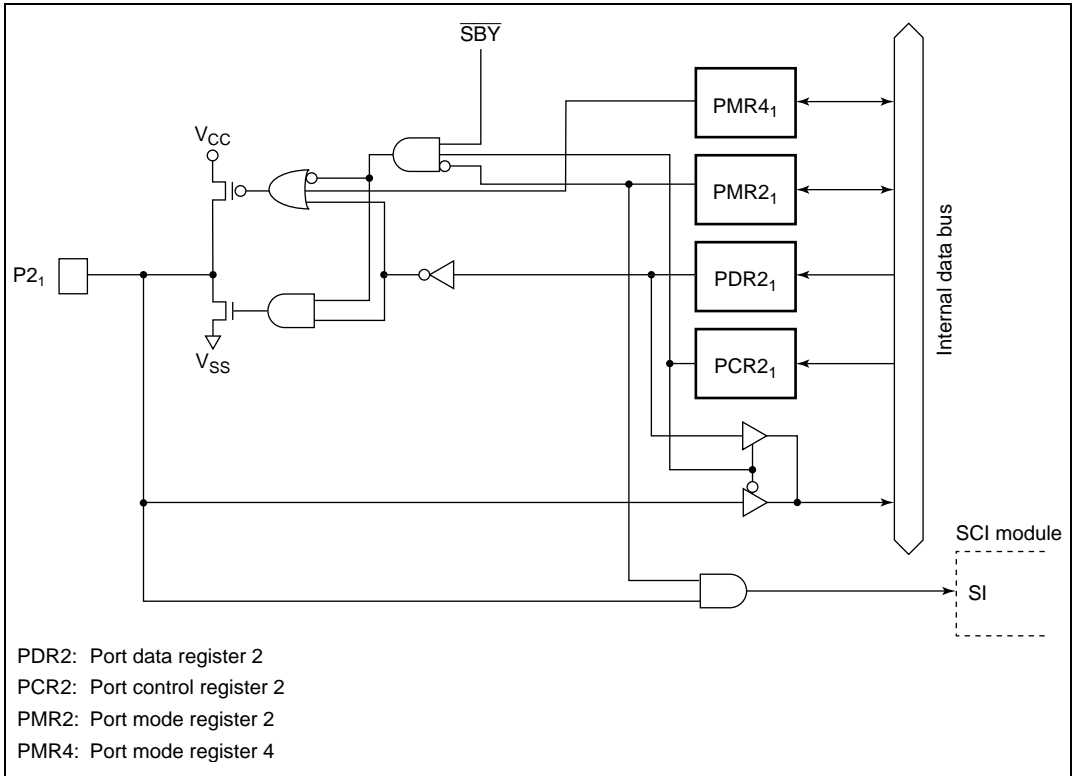 S̅B̅Y̅
PMR4₁
V_CC
PMR2₁
P2₁
PDR2₁
Internal data bus
V_SS
PCR2₁
SCI module
SI
PDR2: Port data register 2
PCR2: Port control register 2
PMR2: Port mode register 2
PMR4: Port mode register 4